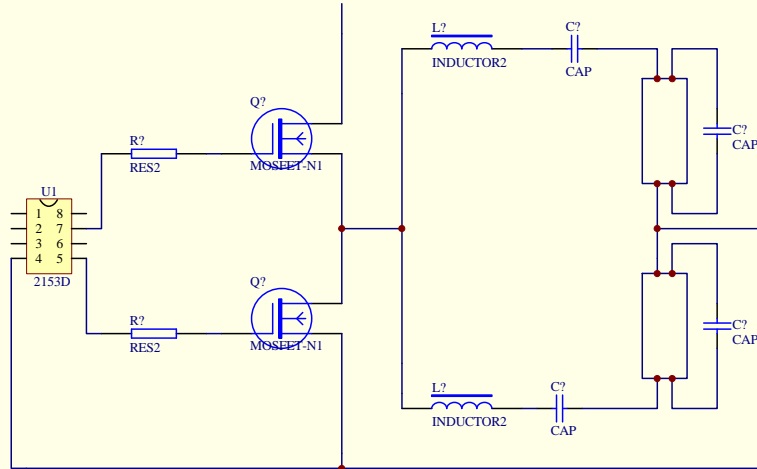 L?
INDUCTOR2
C?
CAP
Q?
MOSFET-N1
R?
RES2
C?
CAP
U1
1 8
2 7
3 6
4 5
2153D
Q?
MOSFET-N1
R?
RES2
C?
CAP
L?
INDUCTOR2
C?
CAP